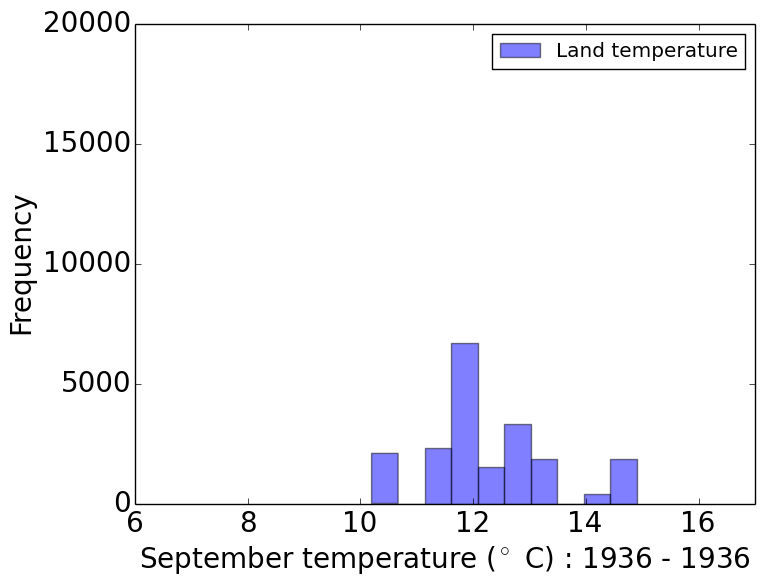 20000
15000
10000
5000
0
Frequency
Land temperature
6 8 10 12 14 16
September temperature (° C) : 1936 - 1936